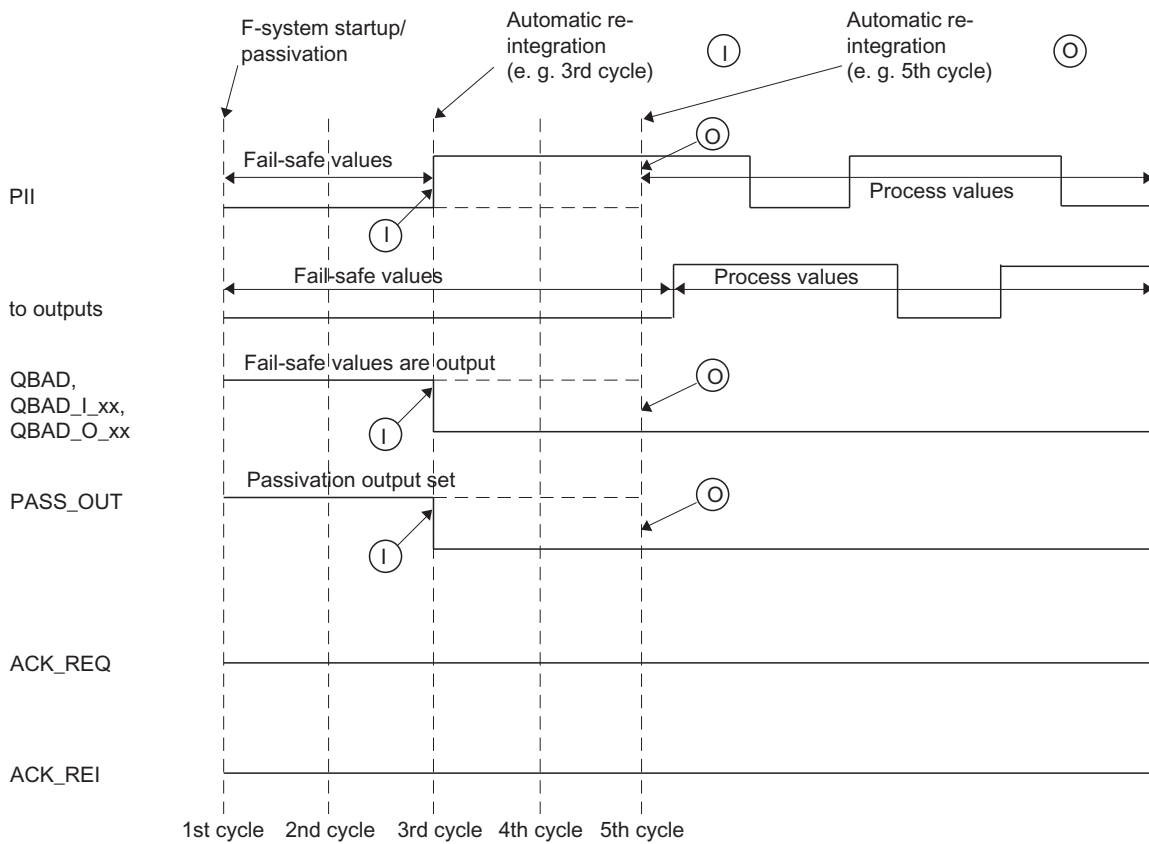 F-system startup/
passivation
Automatic re-
integration
(e. g. 3rd cycle)
I
Automatic re-
integration
(e. g. 5th cycle)
O
PII
Fail-safe values
I
O
Process values
to outputs
Fail-safe values
Process values
QBAD,
QBAD_I_xx,
QBAD_O_xx
Fail-safe values are output
I
O
PASS_OUT
Passivation output set
I
O
ACK_REQ
ACK_REI
1st cycle 2nd cycle 3rd cycle 4th cycle 5th cycle